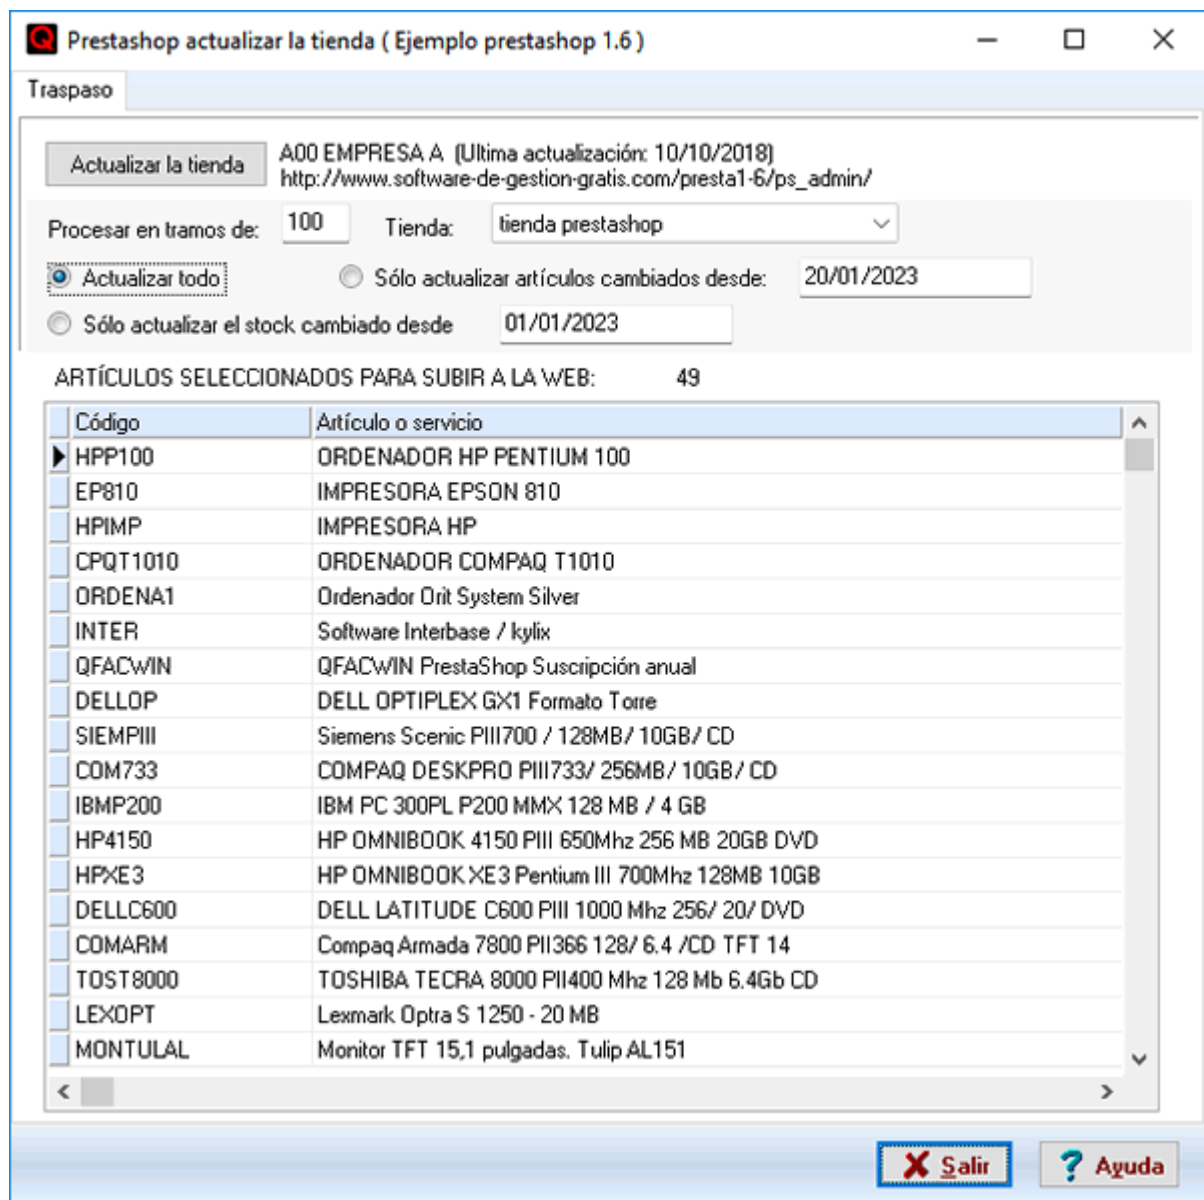 Prestashop actualizar la tienda ( Ejemplo prestashop 1.6 )
Traspaso
Actualizar la tienda
A00 EMPRESA A (Ultima actualización: 10/10/2018)
http://www.software-de-gestion-gratis.com/presta1-6/ps_admin/
Procesar en tramos de: 100 Tienda: tienda prestashop
Actualizar todo Sólo actualizar artículos cambiados desde: 20/01/2023
Sólo actualizar el stock cambiado desde 01/01/2023
ARTÍCULOS SELECCIONADOS PARA SUBIR A LA WEB: 49
Código Artículo o servicio
HPP100 ORDENADOR HP PENTIUM 100
EP810 IMPRESORA EPSON 810
HPIMP IMPRESORA HP
CPQT1010 ORDENADOR COMPAQ T1010
ORDENA1 Ordenador Orit System Silver
INTER Software Interbase / kylix
QFACWIN QFACWIN PrestaShop Suscripción anual
DELLOP DELL OPTIPLEX GX1 Formato Torre
SIEMPIII Siemens Scenic PIII700 / 128MB/ 10GB/ CD
COM733 COMPAQ DESKPRO PIII733/ 256MB/ 10GB/ CD
IBMP200 IBM PC 300PL P200 MMX 128 MB / 4 GB
HP4150 HP OMNIBOOK 4150 PIII 650Mhz 256 MB 20GB DVD
HPXE3 HP OMNIBOOK XE3 Pentium III 700Mhz 128MB 10GB
DELLC600 DELL LATITUDE C600 PIII 1000 Mhz 256/ 20/ DVD
COMARM Compaq Armada 7800 PII366 128/ 6.4 /CD TFT 14
TOST8000 TOSHIBA TECRA 8000 PII400 Mhz 128 Mb 6.4Gb CD
LEXOPT Lexmark Optra S 1250 - 20 MB
MONTULAL Monitor TFT 15,1 pulgadas. Tulip AL151
Salir ? Ayuda